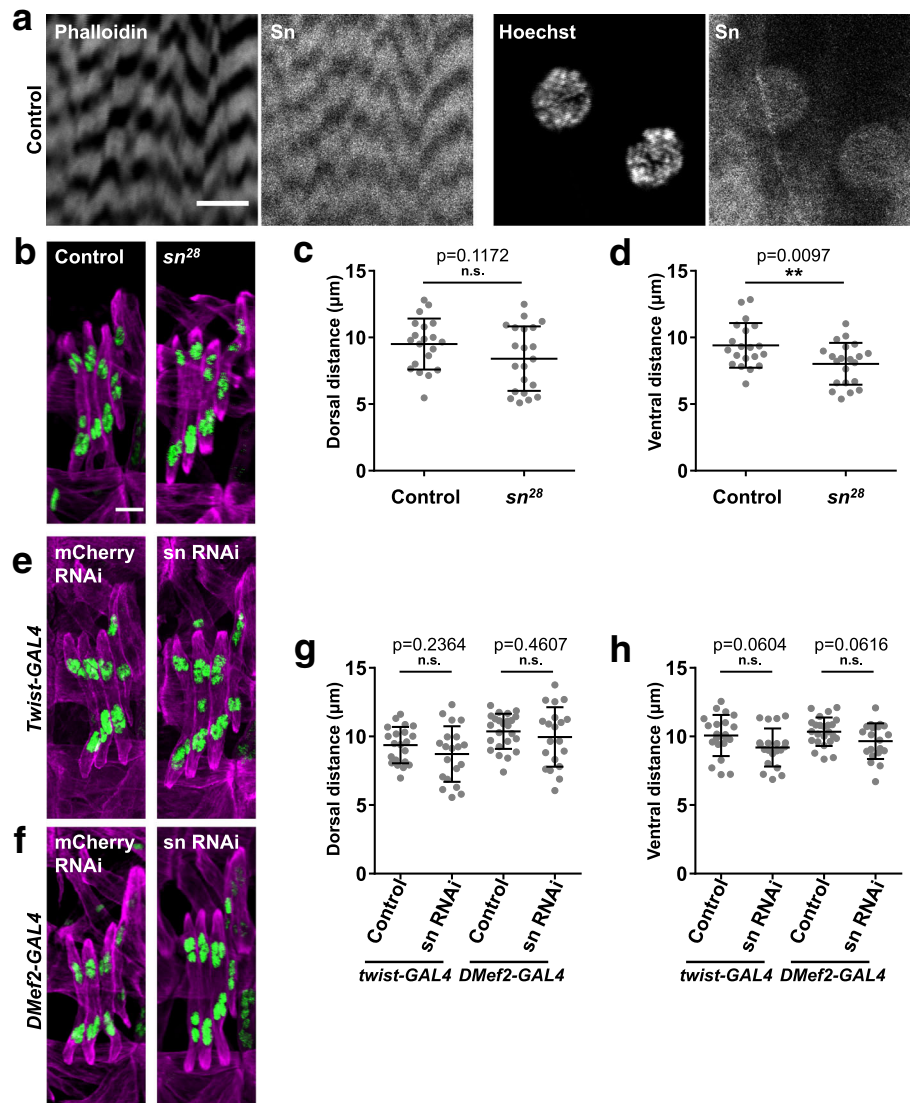 a
Phalloidin
Sn
Hoechst
Sn
Control
b
Control
sn28
c
p=0.1172
n.s.
15
10
5
0
Dorsal distance (µm)
Control
sn28
d
p=0.0097
**
15
10
5
0
Ventral distance (µm)
Control
sn28
e
mCherry
RNAi
sn RNAi
Twist-GAL4
f
mCherry
RNAi
sn RNAi
DMef2-GAL4
g
p=0.2364
n.s.
p=0.4607
n.s.
15
10
5
0
Dorsal distance (µm)
Control
sn RNAi
Control
sn RNAi
twist-GAL4
DMef2-GAL4
h
p=0.0604
n.s.
p=0.0616
n.s.
15
10
5
0
Ventral distance (µm)
Control
sn RNAi
Control
sn RNAi
twist-GAL4
DMef2-GAL4